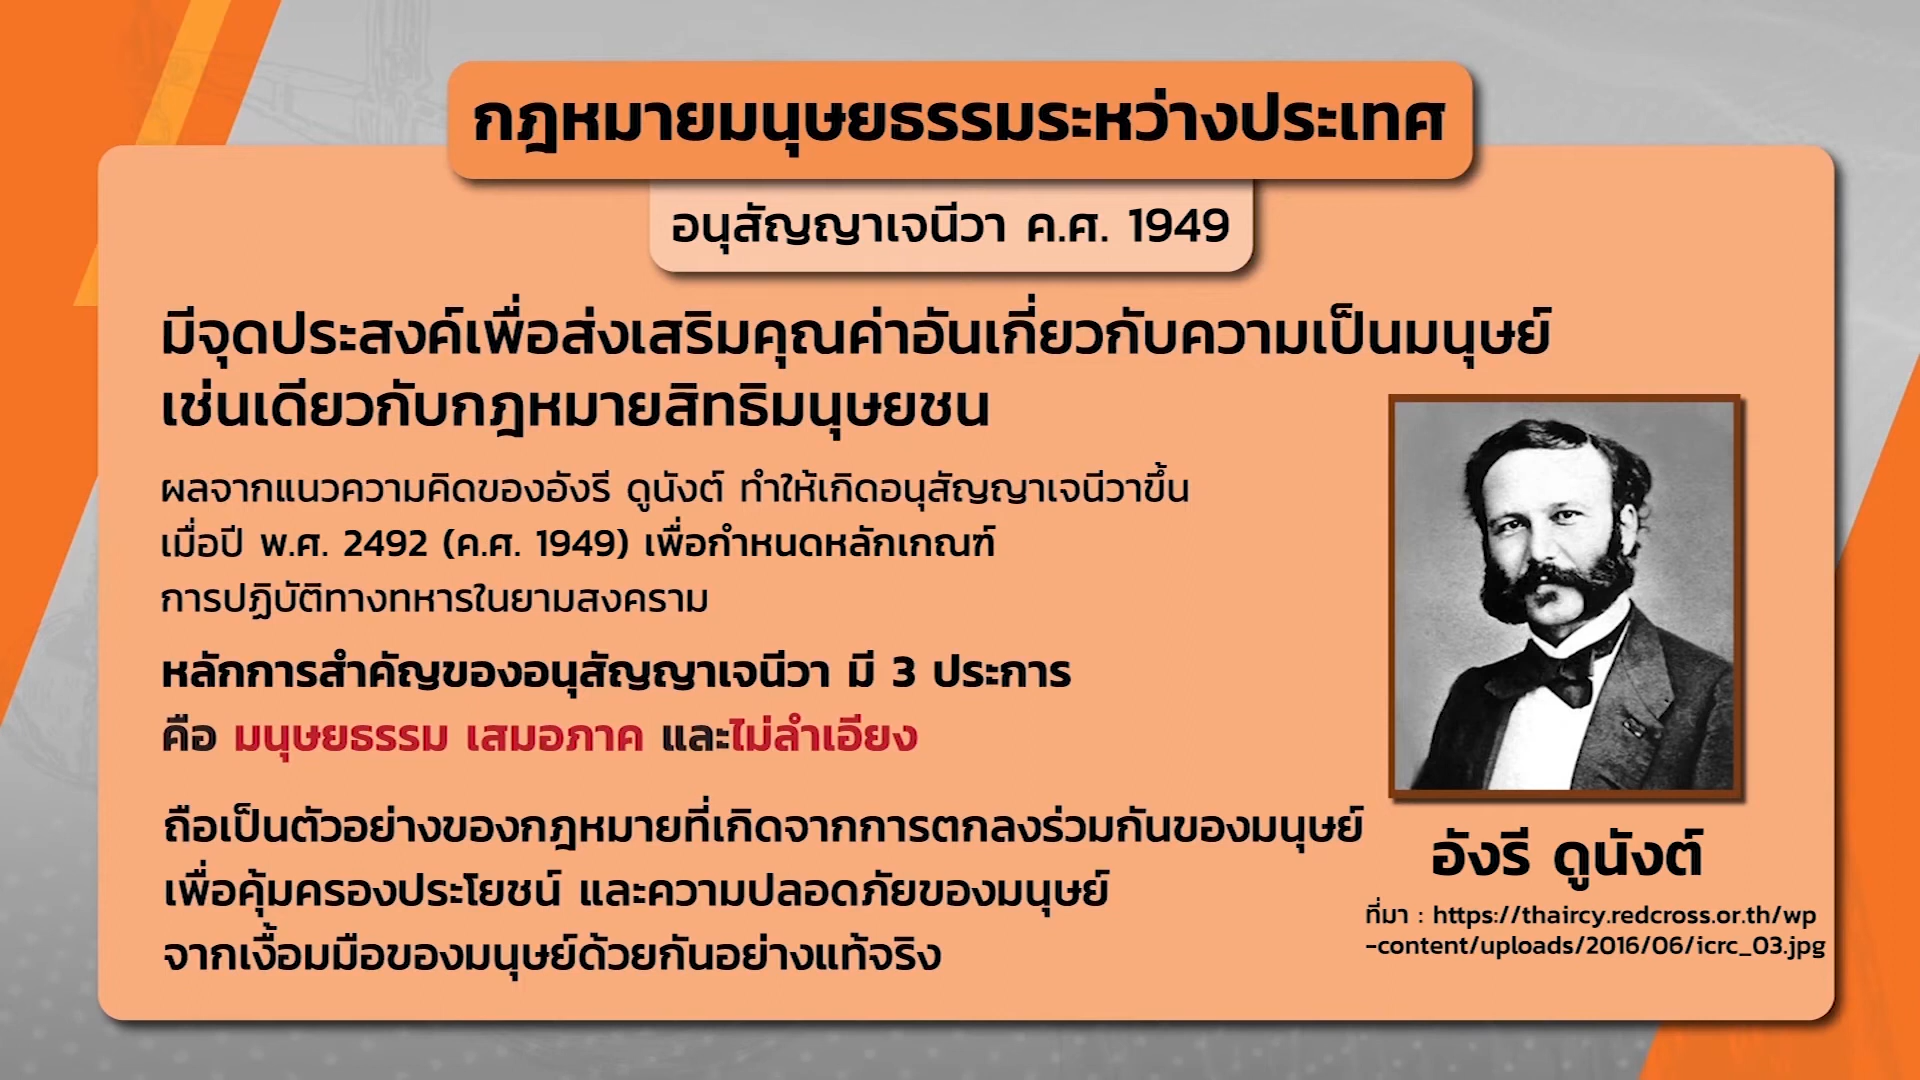 กฎหมายมนุษยธรรมระหว่างประเทศ
อนุสัญญาเจนีวา ค.ศ. 1949
มีจุดประสงค์เพื่อส่งเสริมคุณค่าอันเกี่ยวกับความเป็นมนุษย์
เช่นเดียวกับกฎหมายสิทธิมนุษยชน
ผลจากแนวความคิดของอังรี ดูนังต์ ทำให้เกิดอนุสัญญาเจนีวาขึ้น
เมื่อปี พ.ศ. 2492 (ค.ศ. 1949) เพื่อกำหนดหลักเกณฑ์
การปฏิบัติทางทหารในยามสงคราม
หลักการสำคัญของอนุสัญญาเจนีวา มี 3 ประการ
คือ มนุษยธรรม เสมอภาค และไม่ลำเอียง
ถือเป็นตัวอย่างของกฎหมายที่เกิดจากการตกลงร่วมกันของมนุษย์
เพื่อคุ้มครองประโยชน์ และความปลอดภัยของมนุษย์
จากเงื้อมมือของมนุษย์ด้วยกันอย่างแท้จริง
อังรี ดูนังต์
ที่มา : https://thaircy.redcross.or.th/wp
-content/uploads/2016/06/icrc_03.jpg